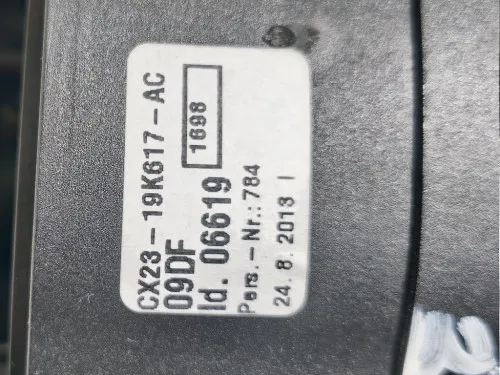 CX23-19K617-AC
09DF
1698
Id. 06619
Pers.-Nr.: 784
24. 8. 2013 I